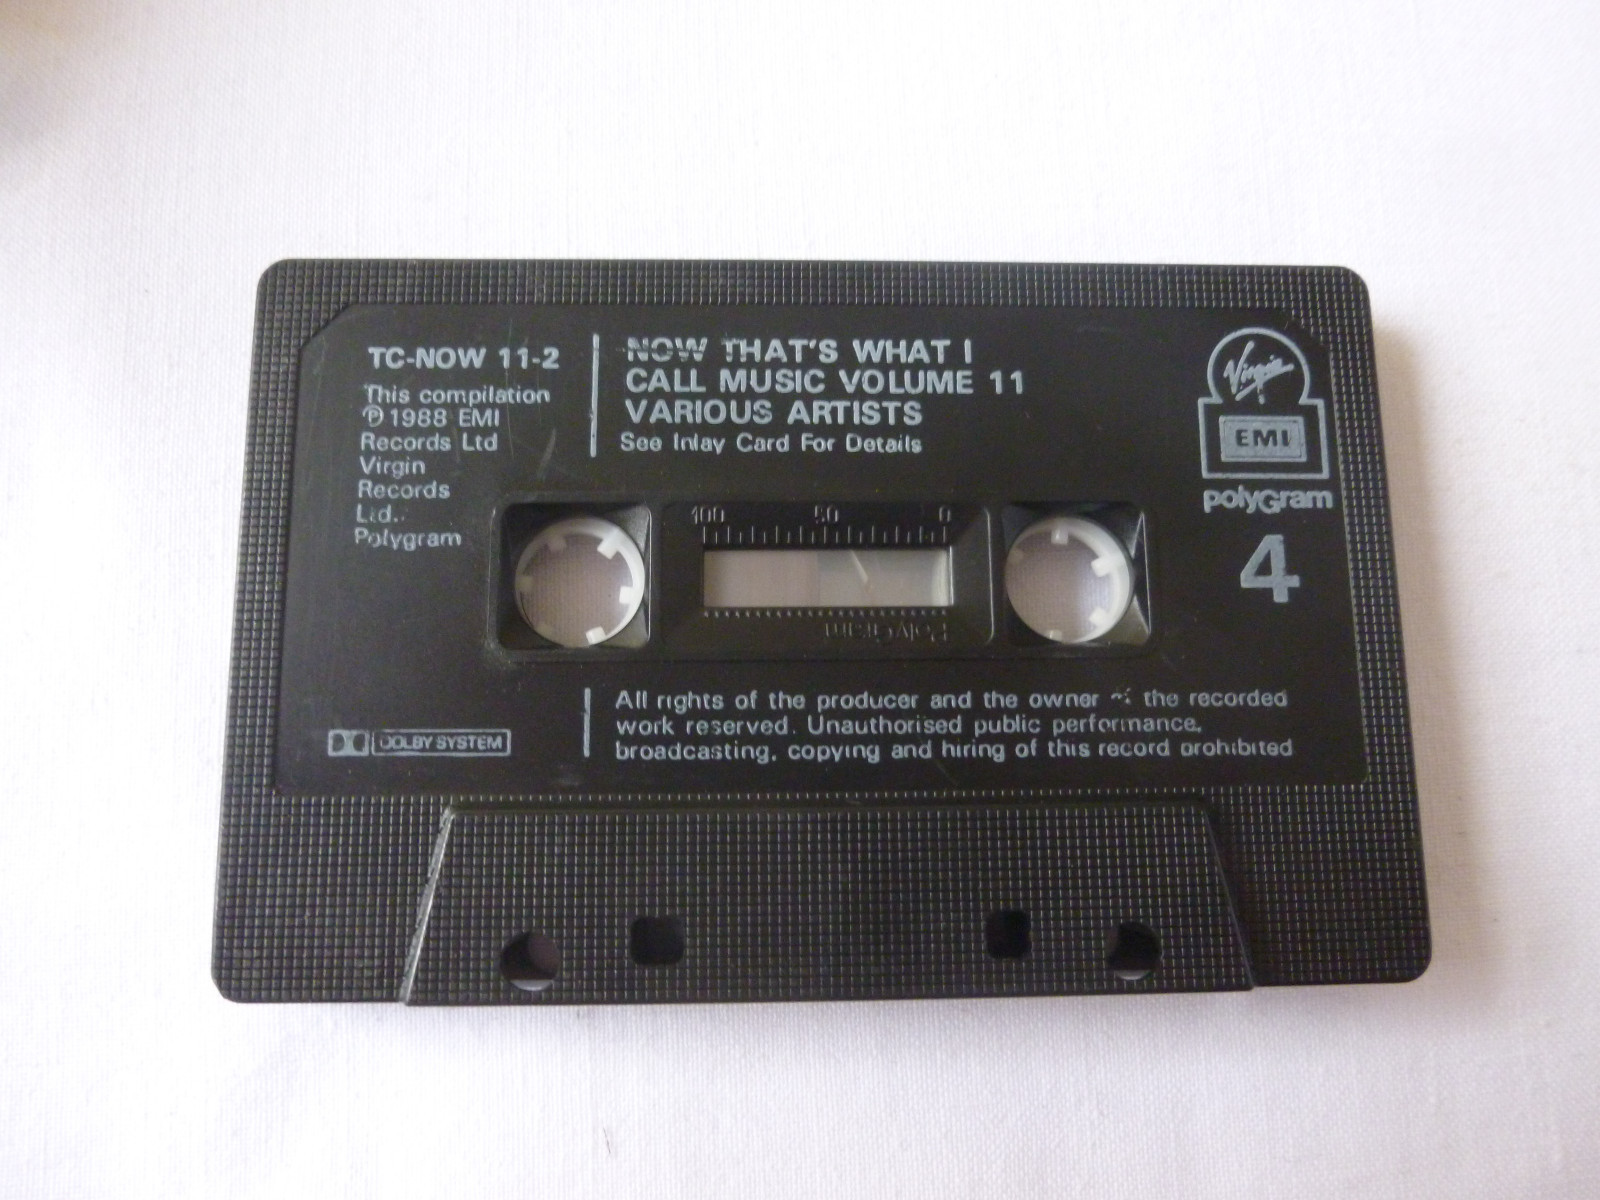 TC-NOW 11-2
This compilation
℗ 1988 EMI
Records Ltd
Virgin
Records
Ltd..
Polygram
NOW THAT'S WHAT I
CALL MUSIC VOLUME 11
VARIOUS ARTISTS
See Inlay Card For Details
Virgin
EMI
polyGram
4
100 50 0
PolyGram
DOLBY SYSTEM
All rights of the producer and the owner of the recorded
work reserved. Unauthorised public performance,
broadcasting, copying and hiring of this record prohibited